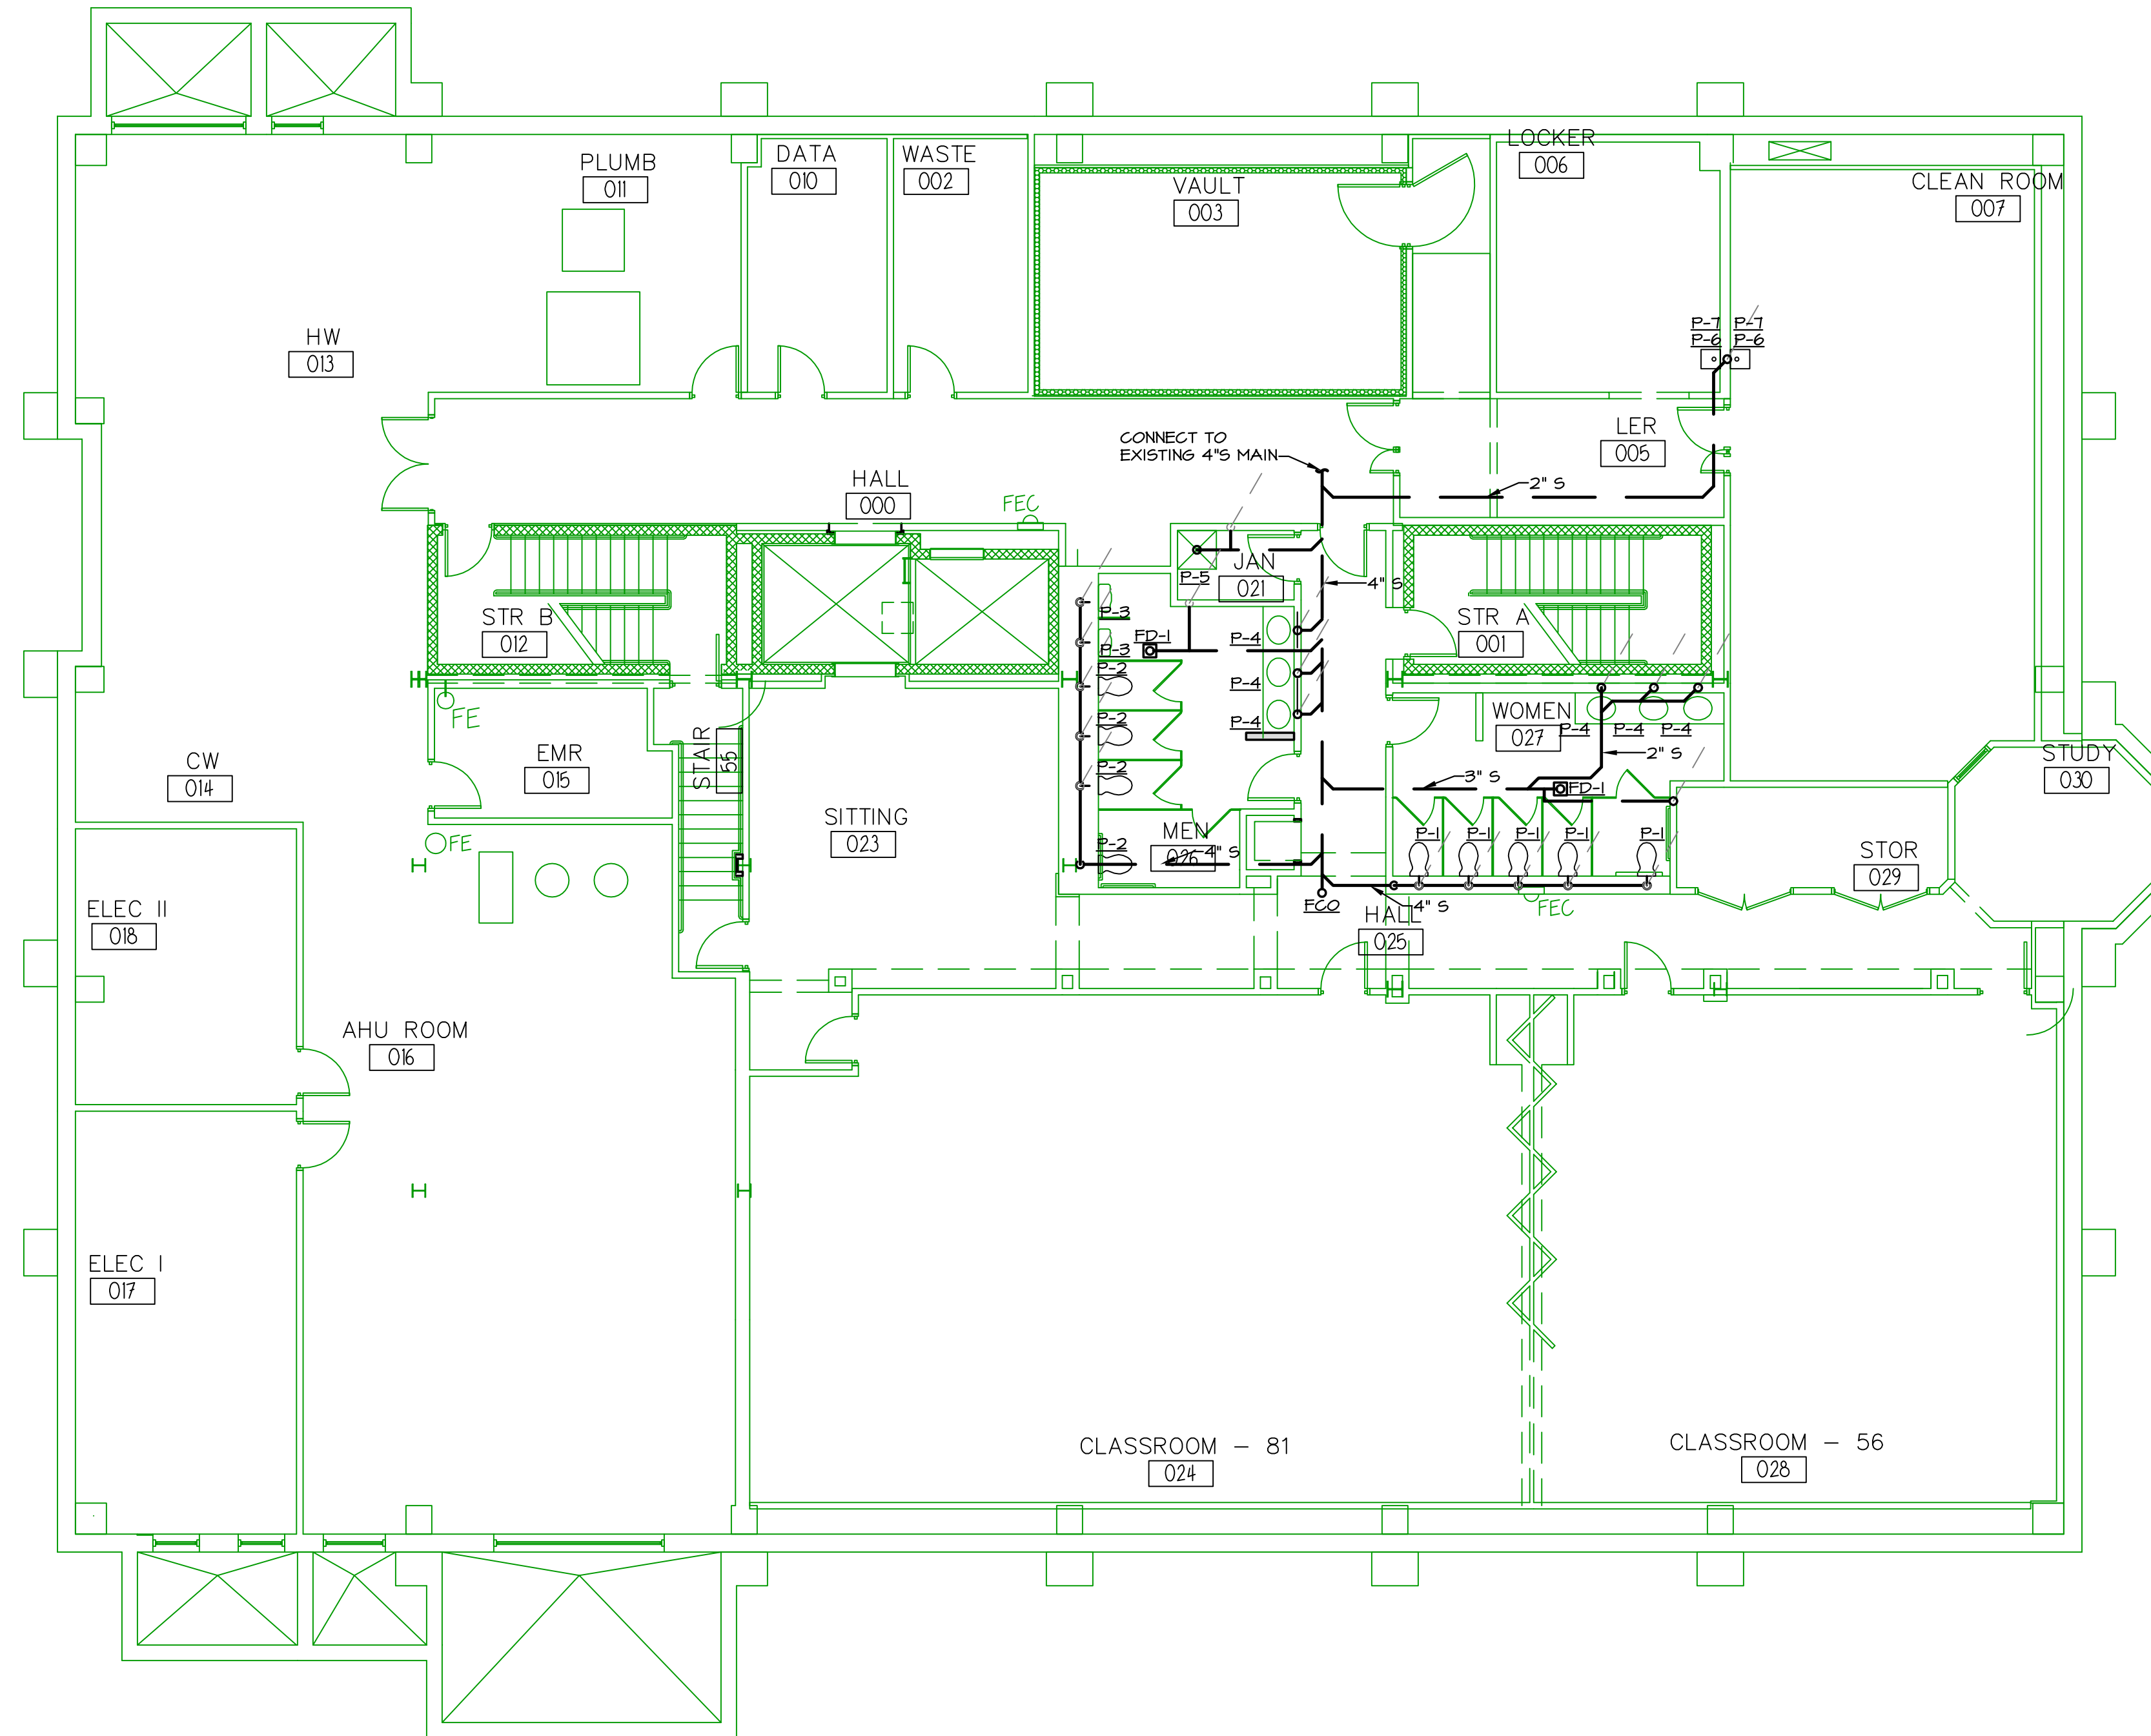 LOCKER
006
PLUMB
011
DATA
010
WASTE
002
VAULT
003
CLEAN ROOM
007
HW
013
P-7 P-7
P-6 P-6
CONNECT TO
EXISTING 4"S MAIN
LER
005
2" S
HALL
000
FEC
JAN
021
P-5
4" S
STR B
012
STR A
001
P-3
P-3
FD-1
P-4
P-2
P-4
P-2
P-4
FE
WOMEN
027
P-4 P-4 P-4
2" S
STAIR
55
EMR
015
CW
014
STUDY
030
P-2
3" S
FD-1
SITTING
023
MEN
026
P-2
4" S
P-1 P-1 P-1 P-1 P-1
FE
STOR
029
FCO
4" S
FEC
HALL
025
ELEC II
018
AHU ROOM
016
ELEC I
017
CLASSROOM - 81
024
CLASSROOM - 56
028